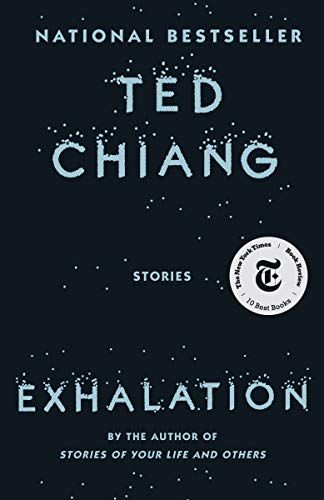 NATIONAL BESTSELLER
TED
CHIANG
STORIES
The New York Times
Book Review
T
10 Best Books
EXHALATION
BY THE AUTHOR OF
STORIES OF YOUR LIFE AND OTHERS